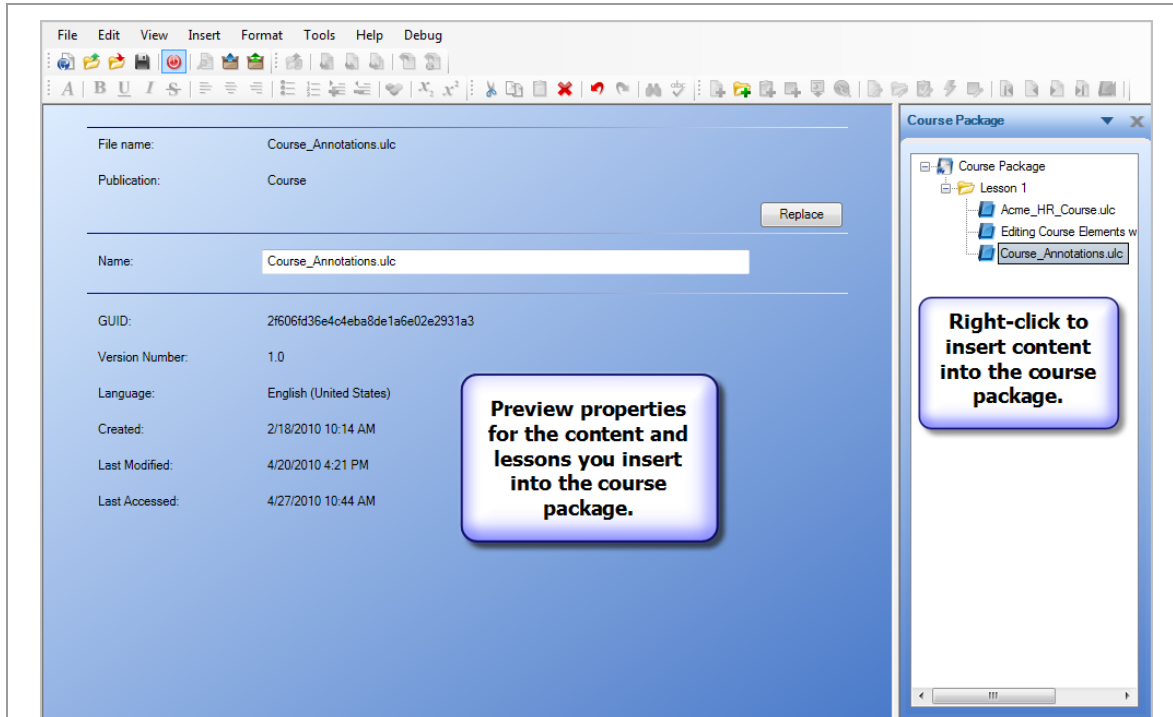 File Edit View Insert Format Tools Help Debug
A B U I S X₂ x² abc
Course Package
File name: Course_Annotations.ulc
Publication: Course
Replace
Name: Course_Annotations.ulc
GUID: 2f606fd36e4c4eba8de1a6e02e2931a3
Version Number: 1.0
Language: English (United States)
Created: 2/18/2010 10:14 AM
Last Modified: 4/20/2010 4:21 PM
Last Accessed: 4/27/2010 10:44 AM
Preview properties
for the content and
lessons you insert
into the course
package.
Course Package
Lesson 1
Acme_HR_Course.ulc
Editing Course Elements w
Course_Annotations.ulc
Right-click to
insert content
into the course
package.